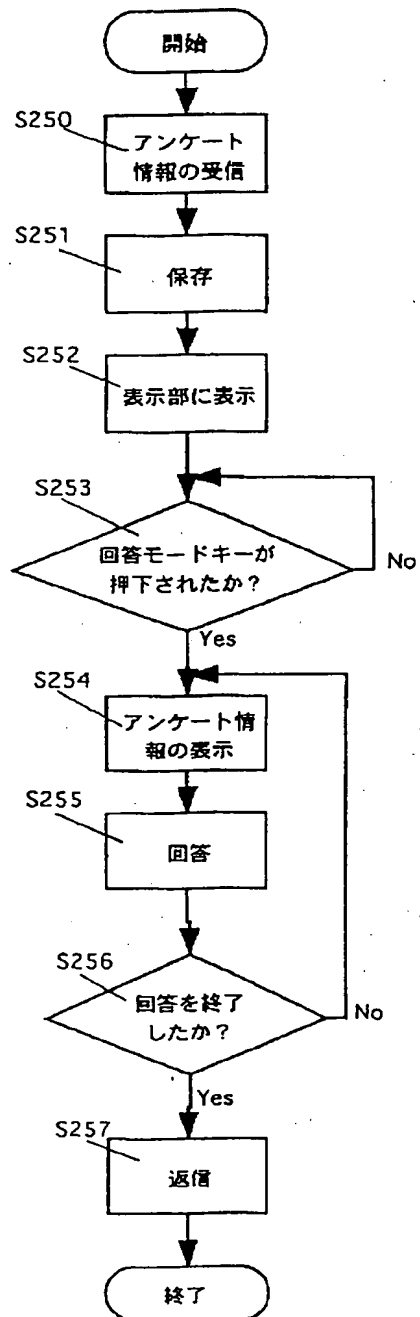 開始
S250
アンケート
情報の受信
S251
保存
S252
表示部に表示
S253
回答モードキーが
押下されたか？
No
Yes
S254
アンケート情
報の表示
S255
回答
S256
回答を終了
したか？
No
Yes
S257
返信
終了